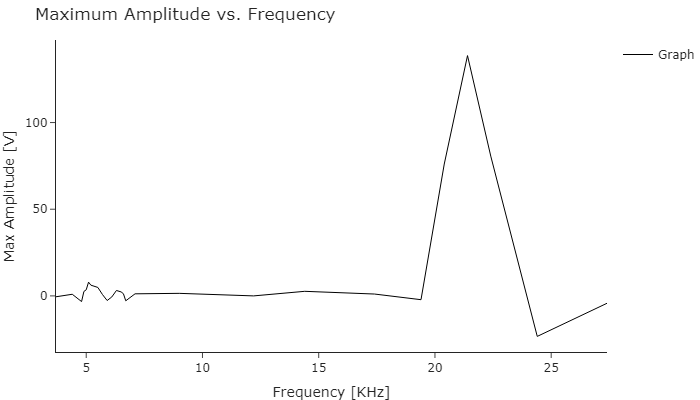 Maximum Amplitude vs. Frequency
Graph
Max Amplitude [V]
100
50
0
5 10 15 20 25
Frequency [KHz]